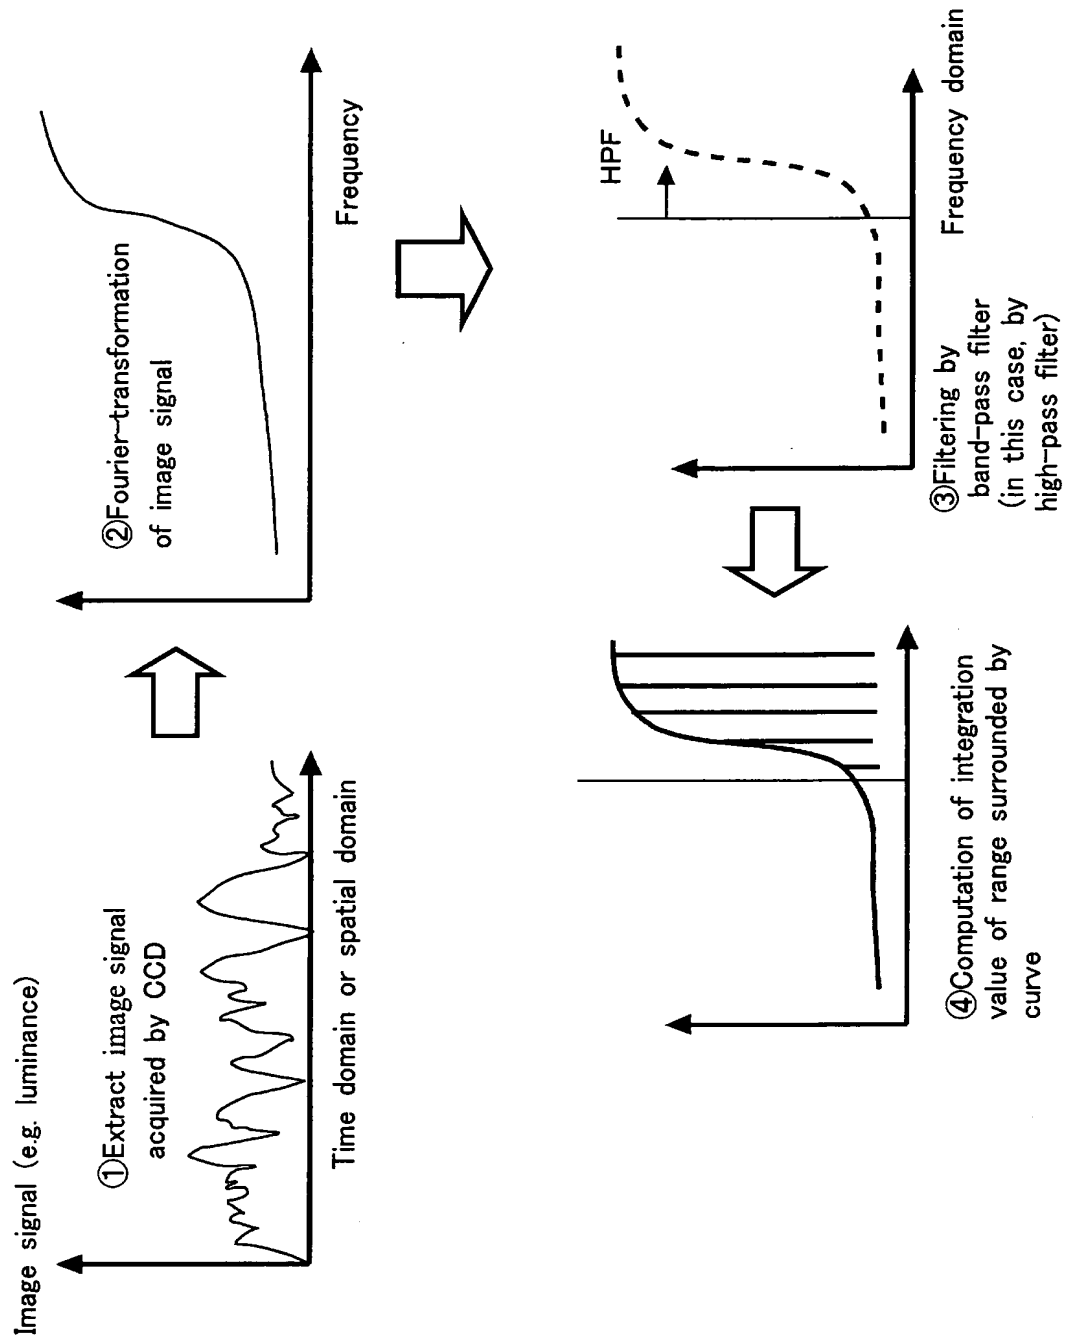 Image signal (e.g. luminance)
①Extract image signal
acquired by CCD
Time domain or spatial domain
②Fourier-transformation
of image signal
Frequency
HPF
Frequency domain
③Filtering by
band-pass filter
(in this case, by
high-pass filter)
④Computation of integration
value of range surrounded by
curve